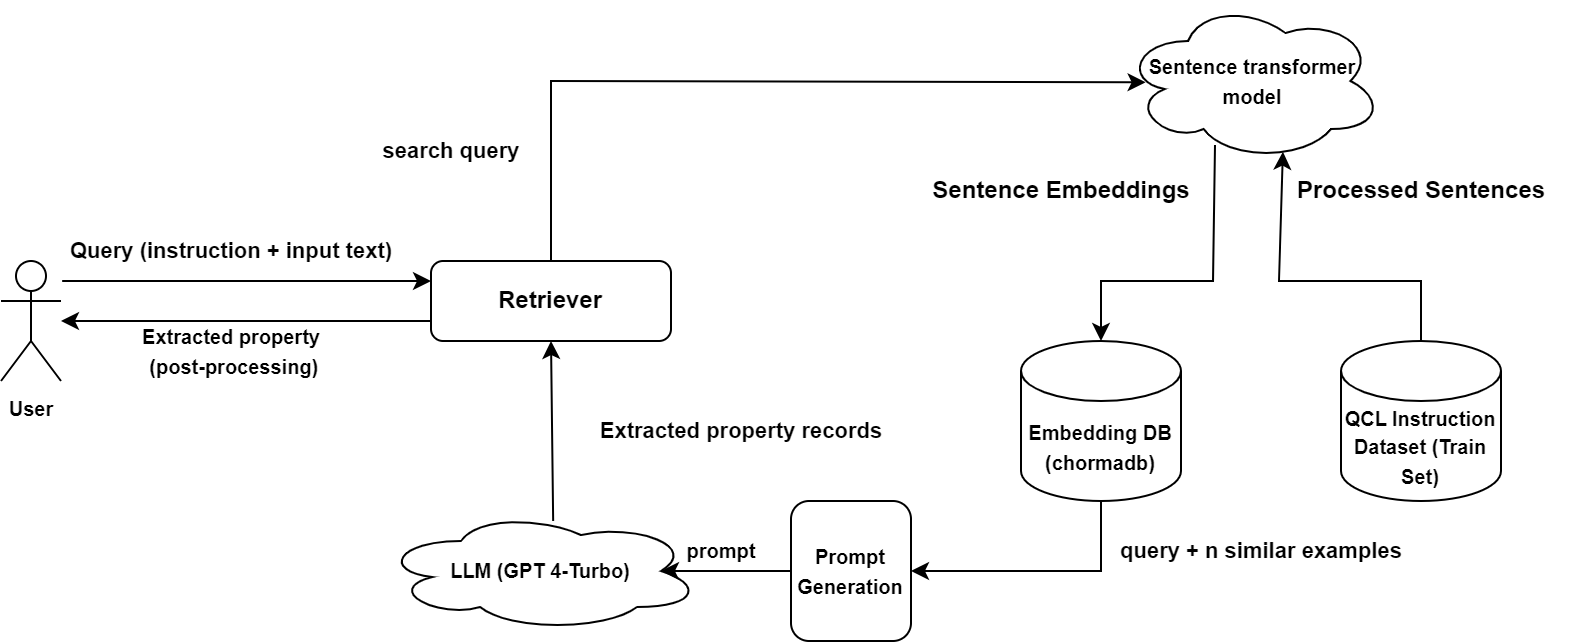 Sentence transformer
model
search query
Sentence Embeddings
Processed Sentences
Query (instruction + input text)
Retriever
Extracted property
(post-processing)
User
Extracted property records
Embedding DB
(chormadb)
QCL Instruction
Dataset (Train
Set)
prompt
Prompt
Generation
query + n similar examples
LLM (GPT 4-Turbo)